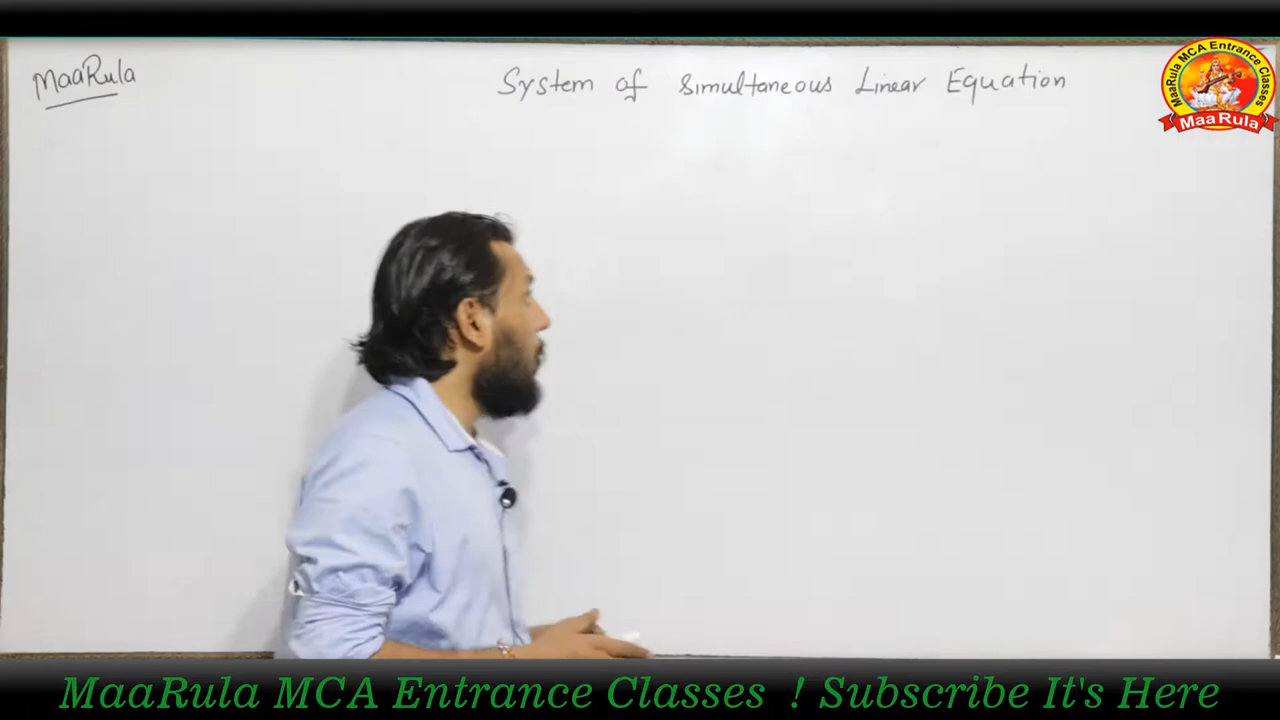 MaaRula
System of Simultaneous Linear Equation
MaaRula MCA Entrance Classes
MaaRula
MaaRula MCA Entrance Classes ! Subscribe It's Here